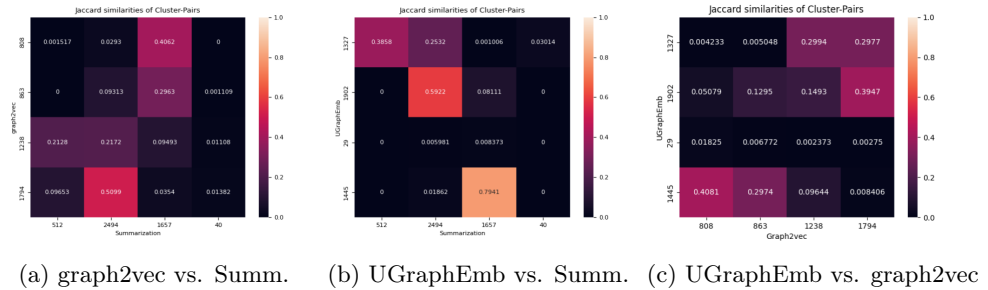 Jaccard similarities of Cluster-Pairs
808 0.001517 0.0293 0.4062 0
863 0 0.09313 0.2963 0.001109
1238 0.2128 0.2172 0.09493 0.01108
1794 0.09653 0.5099 0.0354 0.01382
graph2vec
512 2494 1657 40
Summarization
1.0
0.8
0.6
0.4
0.2
0.0
Jaccard similarities of Cluster-Pairs
1327 0.3858 0.2532 0.001006 0.03014
1902 0 0.5922 0.08111 0
29 0 0.005981 0.008373 0
1445 0 0.01862 0.7941 0
UGraphEmb
512 2494 1657 40
Summarization
1.0
0.8
0.6
0.4
0.2
0.0
Jaccard similarities of Cluster-Pairs
1327 0.004233 0.005048 0.2994 0.2977
1902 0.05079 0.1295 0.1493 0.3947
29 0.01825 0.006772 0.002373 0.00275
1445 0.4081 0.2974 0.09644 0.008406
UGraphEmb
808 863 1238 1794
Graph2vec
1.0
0.8
0.6
0.4
0.2
0.0
(a) graph2vec vs. Summ. (b) UGraphEmb vs. Summ. (c) UGraphEmb vs. graph2vec